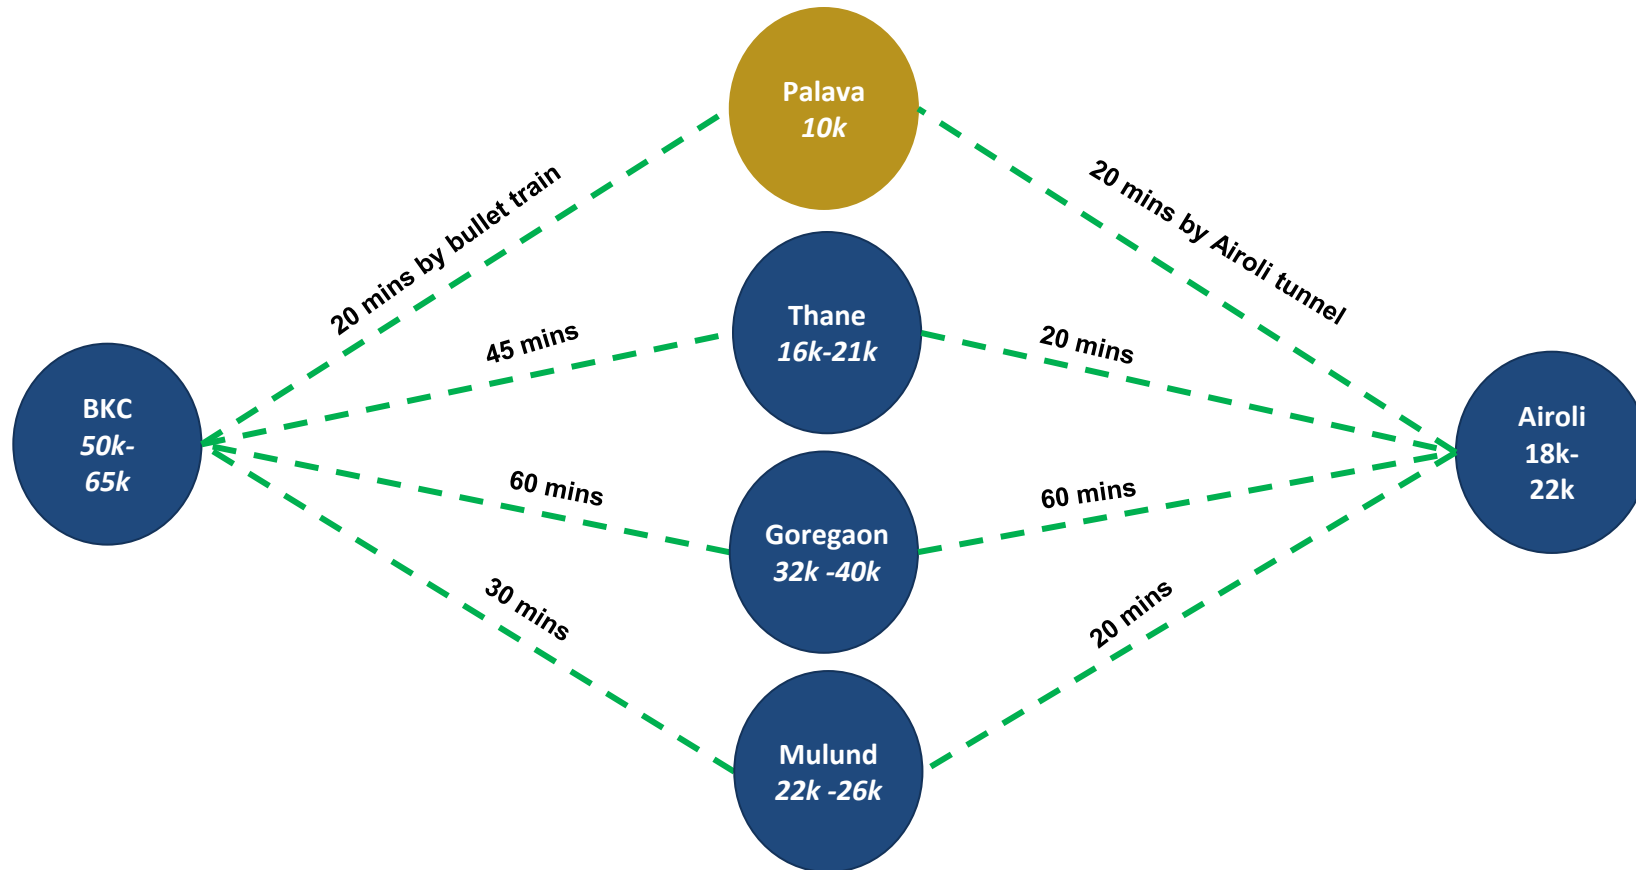 Palava
10k
20 mins by bullet train
20 mins by Airoli tunnel
Thane
16k-21k
45 mins
20 mins
BKC
50k-
65k
Airoli
18k-
22k
60 mins
60 mins
Goregaon
32k -40k
30 mins
20 mins
Mulund
22k -26k